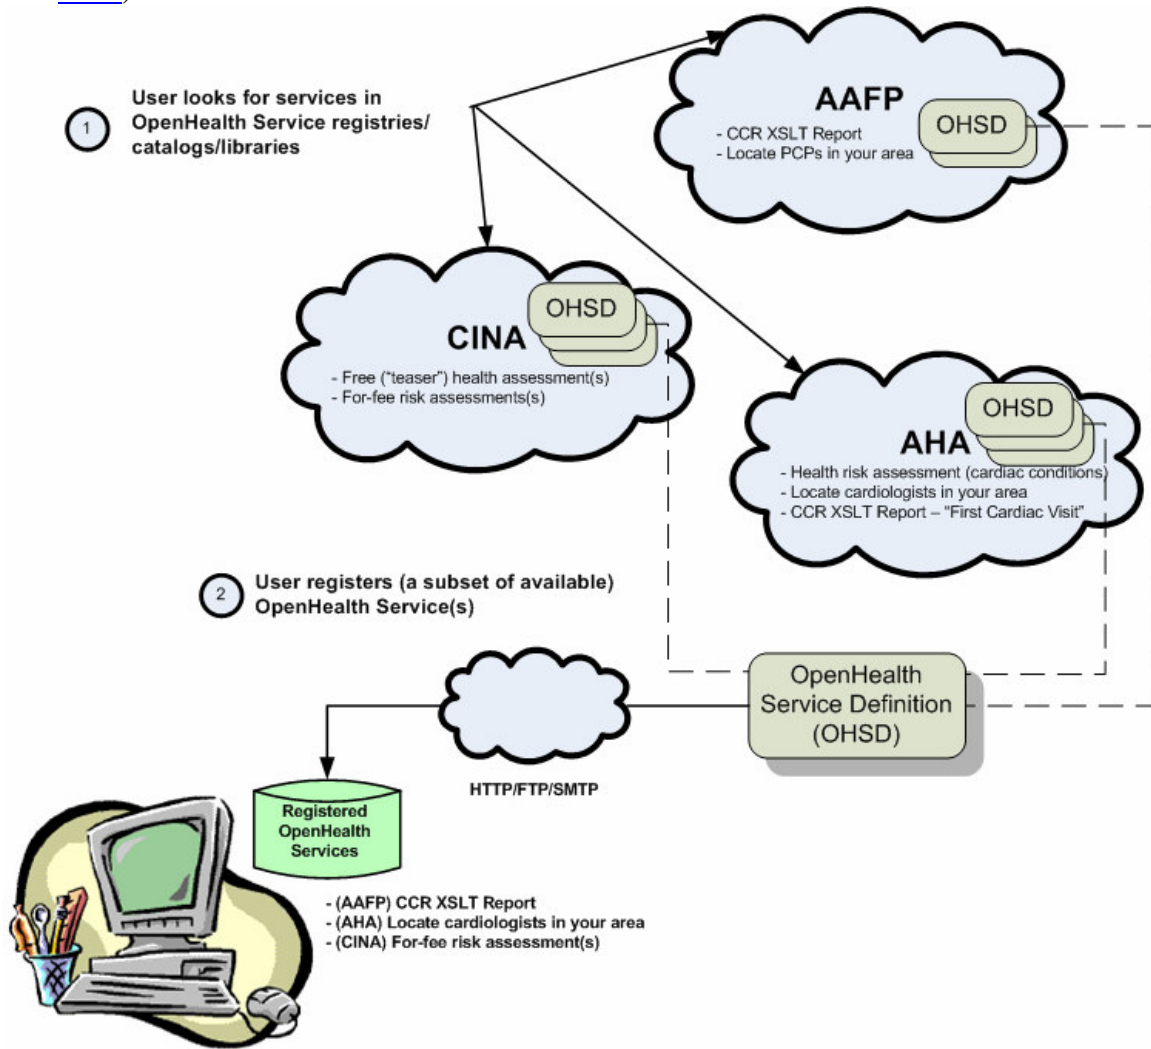 1
User looks for services in
OpenHealth Service registries/
catalogs/libraries
AAFP
OHSD
- CCR XSLT Report
- Locate PCPs in your area
CINA
OHSD
- Free ("teaser") health assessment(s)
- For-fee risk assessments(s)
AHA
OHSD
- Health risk assessment (cardiac conditions)
- Locate cardiologists in your area
- CCR XSLT Report – "First Cardiac Visit"
2
User registers (a subset of available)
OpenHealth Service(s)
OpenHealth
Service Definition
(OHSD)
HTTP/FTP/SMTP
Registered
OpenHealth
Services
- (AAFP) CCR XSLT Report
- (AHA) Locate cardiologists in your area
- (CINA) For-fee risk assessment(s)